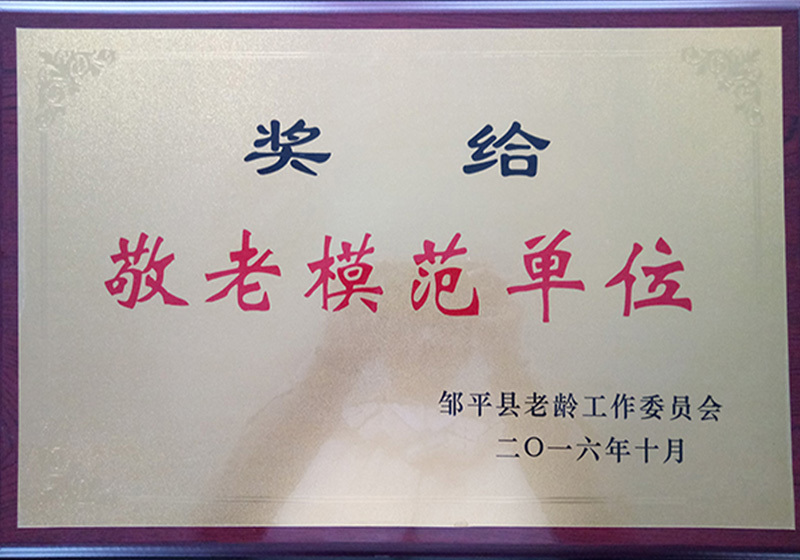 奖给
敬老模范单位
邹平县老龄工作委员会
二〇一六年十月